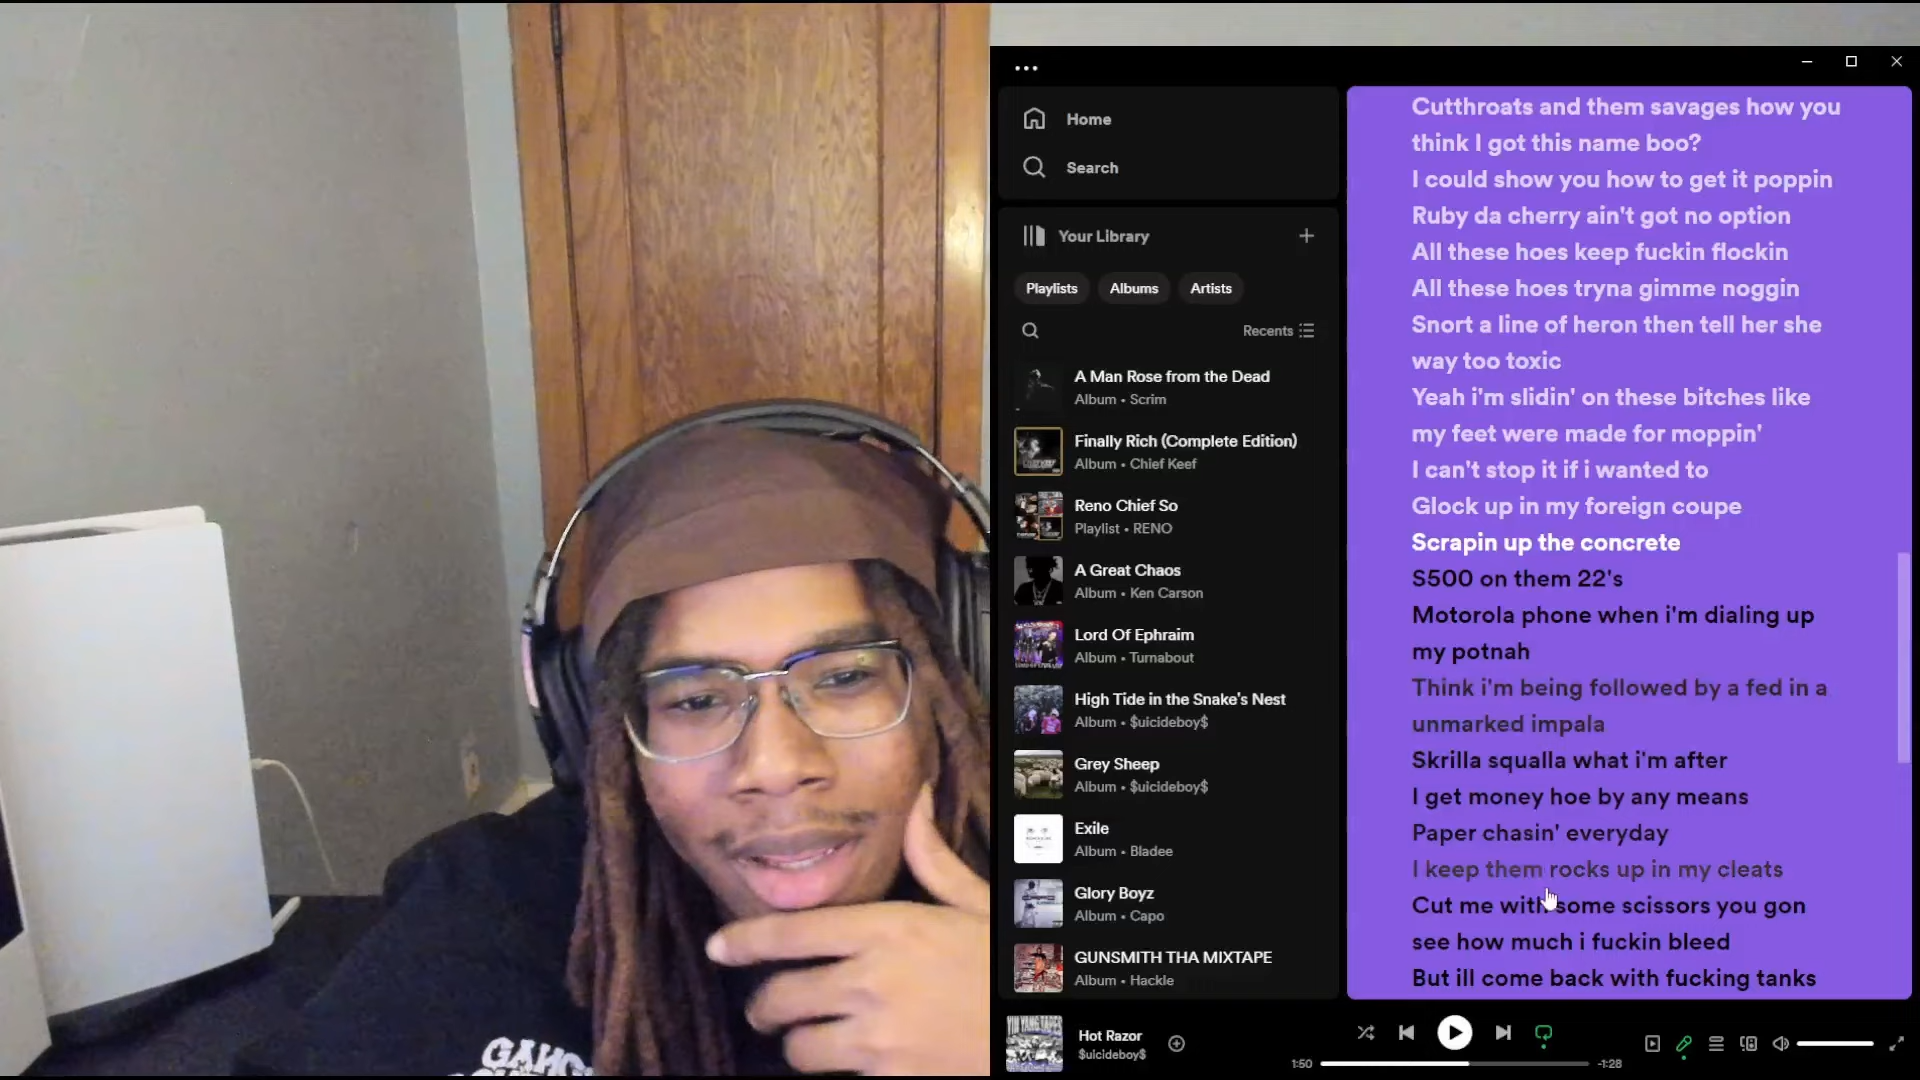 Home
Search
Your Library
Playlists
Albums
Artists
Recents
A Man Rose from the Dead
Album • Scrim
Finally Rich (Complete Edition)
Album • Chief Keef
Reno Chief So
Playlist • RENO
A Great Chaos
Album • Ken Carson
Lord Of Ephraim
Album • Turnabout
High Tide in the Snake's Nest
Album • $uicideboy$
Grey Sheep
Album • $uicideboy$
Exile
Album • Bladee
Glory Boyz
Album • Capo
GUNSMITH THA MIXTAPE
Album • Hackle
Cutthroats and them savages how you
think I got this name boo?
I could show you how to get it poppin
Ruby da cherry ain't got no option
All these hoes keep fuckin flockin
All these hoes tryna gimme noggin
Snort a line of heron then tell her she
way too toxic
Yeah i'm slidin' on these bitches like
my feet were made for moppin'
I can't stop it if i wanted to
Glock up in my foreign coupe
Scrapin up the concrete
S500 on them 22's
Motorola phone when i'm dialing up
my potnah
Think i'm being followed by a fed in a
unmarked impala
Skrilla squalla what i'm after
I get money hoe by any means
Paper chasin' everyday
I keep them rocks up in my cleats
Cut me with some scissors you gon
see how much i fuckin bleed
But ill come back with fucking tanks
YIN YANG TAPES
Hot Razor
$uicideboy$
1:50
-1:28